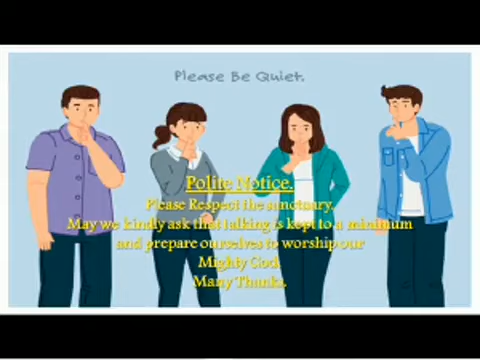 Please Be Quiet.
Polite Notice.
Please Respect the sanctuary.
May we kindly ask that talking is kept to a minimum
and prepare ourselves to worship our
Mighty God
Many Thanks.